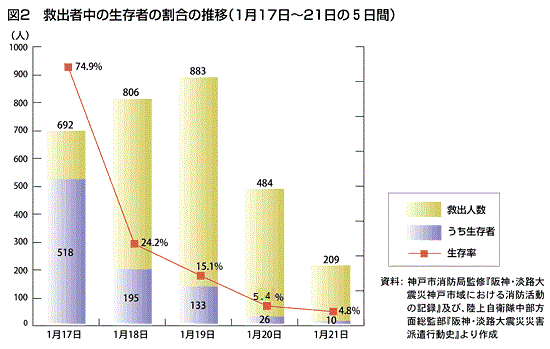 図2 救出者中の生存者の割合の推移(1月17日～21日の5日間)
(人)
1000
900
800
700
600
500
400
300
200
100
0
74.9%
692
806
883
484
209
24.2%
15.1%
5.4%
4.8%
518
195
133
26
10
1月17日
1月18日
1月19日
1月20日
1月21日
救出人数
うち生存者
生存率
資料: 神戸市消防局監修『阪神・淡路大
震災神戸市域における消防活動
の記録』及び、陸上自衛隊中部方
面総監部『阪神・淡路大震災災害
派遣行動史』より作成